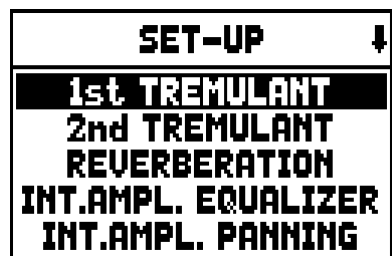 SET-UP
1st TREMULANT
2nd TREMULANT
REVERBERATION
INT.AMPL. EQUALIZER
INT.AMPL. PANNING